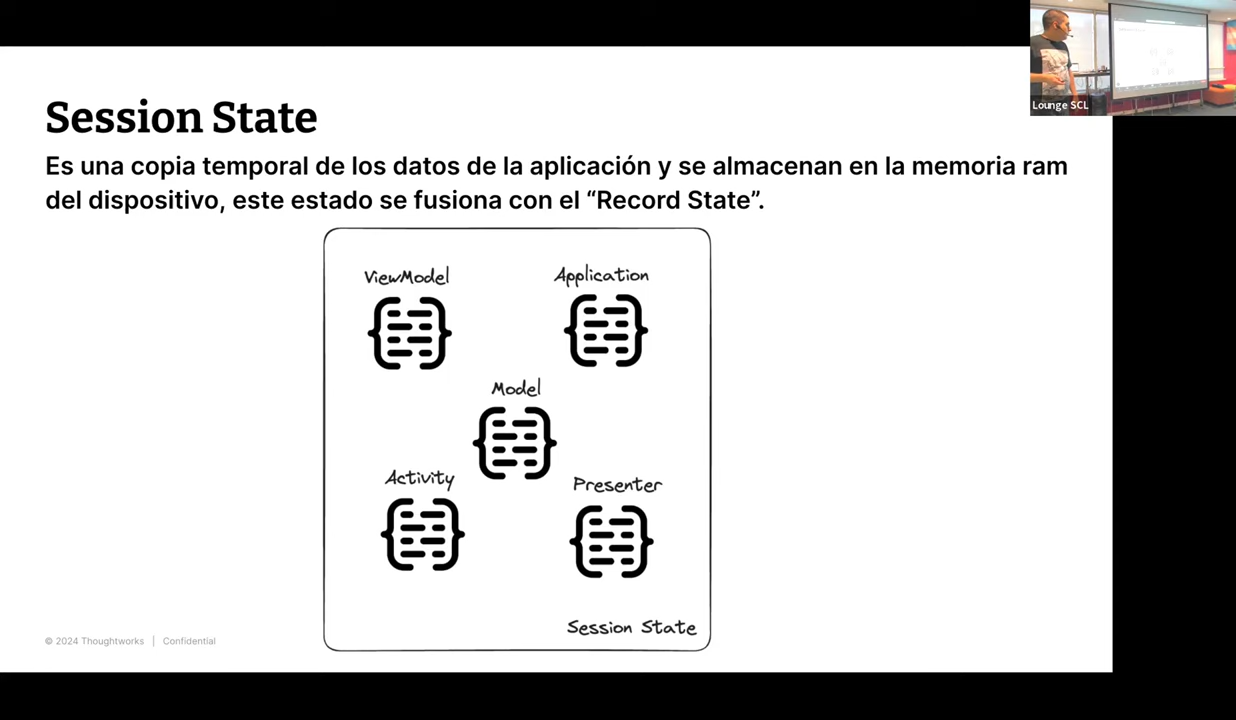 Lounge SCL
Session State
Es una copia temporal de los datos de la aplicación y se almacenan en la memoria ram
del dispositivo, este estado se fusiona con el “Record State”.
ViewModel
Application
Model
Activity
Presenter
Session State
© 2024 Thoughtworks | Confidential